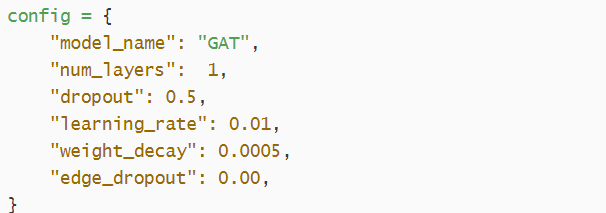 config = {
    "model_name": "GAT",
    "num_layers":  1,
    "dropout": 0.5,
    "learning_rate": 0.01,
    "weight_decay": 0.0005,
    "edge_dropout": 0.00,
}